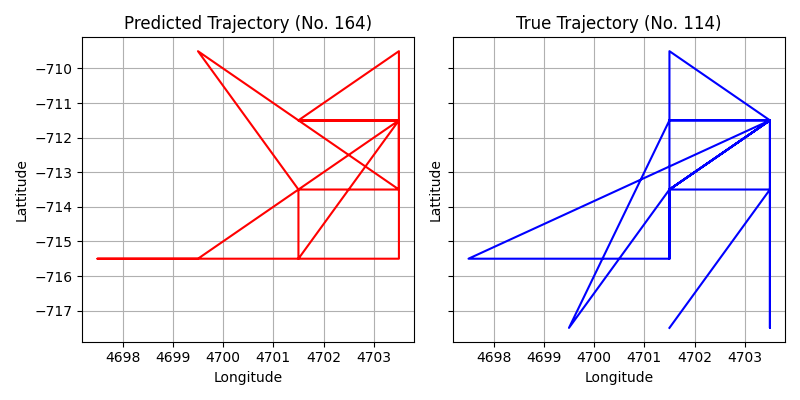 Predicted Trajectory (No. 164)
True Trajectory (No. 114)
−710
−711
−712
−713
−714
−715
−716
−717
Lattitude
Lattitude
4698 4699 4700 4701 4702 4703
4698 4699 4700 4701 4702 4703
Longitude
Longitude